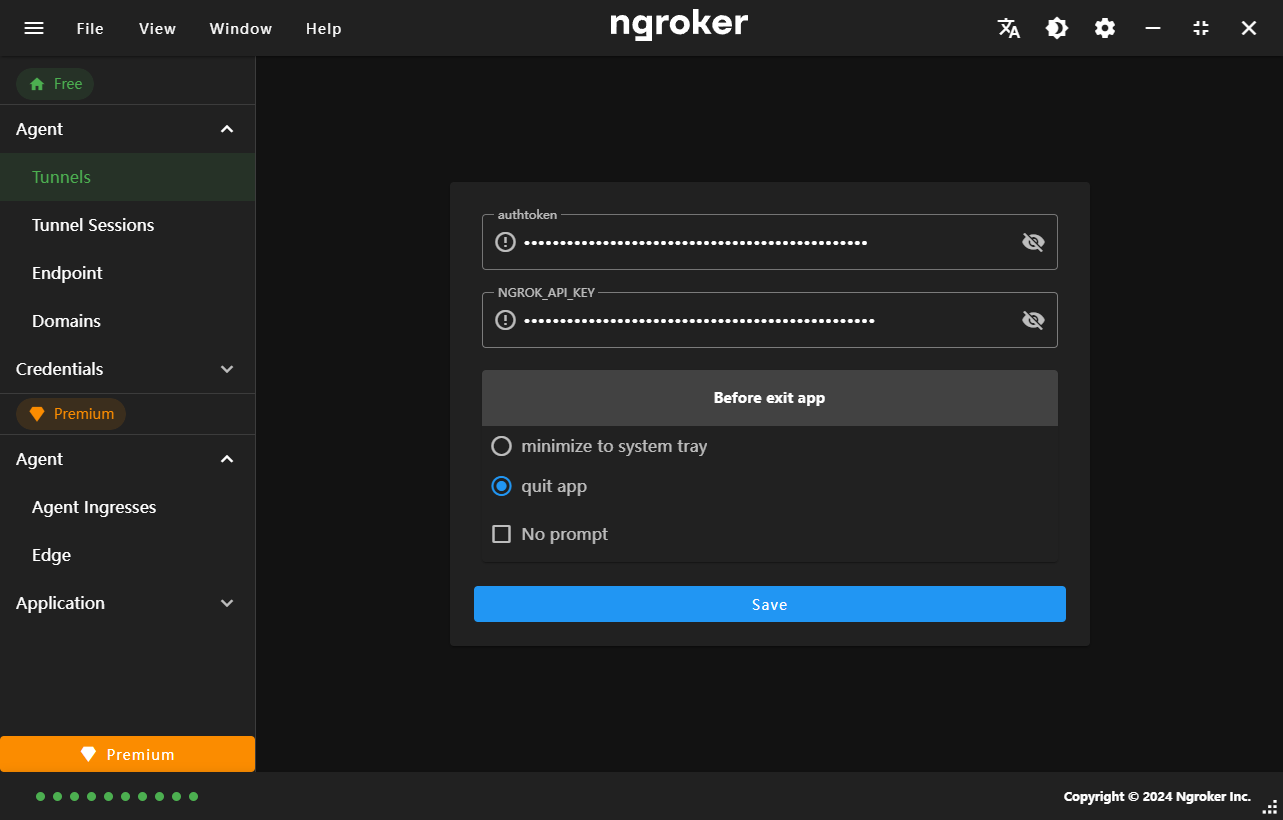 File View Window Help
ngroker
Free
Agent
Tunnels
Tunnel Sessions
Endpoint
Domains
Credentials
Premium
Agent
Agent Ingresses
Edge
Application
Premium
authtoken
NGROK_API_KEY
Before exit app
minimize to system tray
quit app
No prompt
Save
Copyright © 2024 Ngroker Inc.